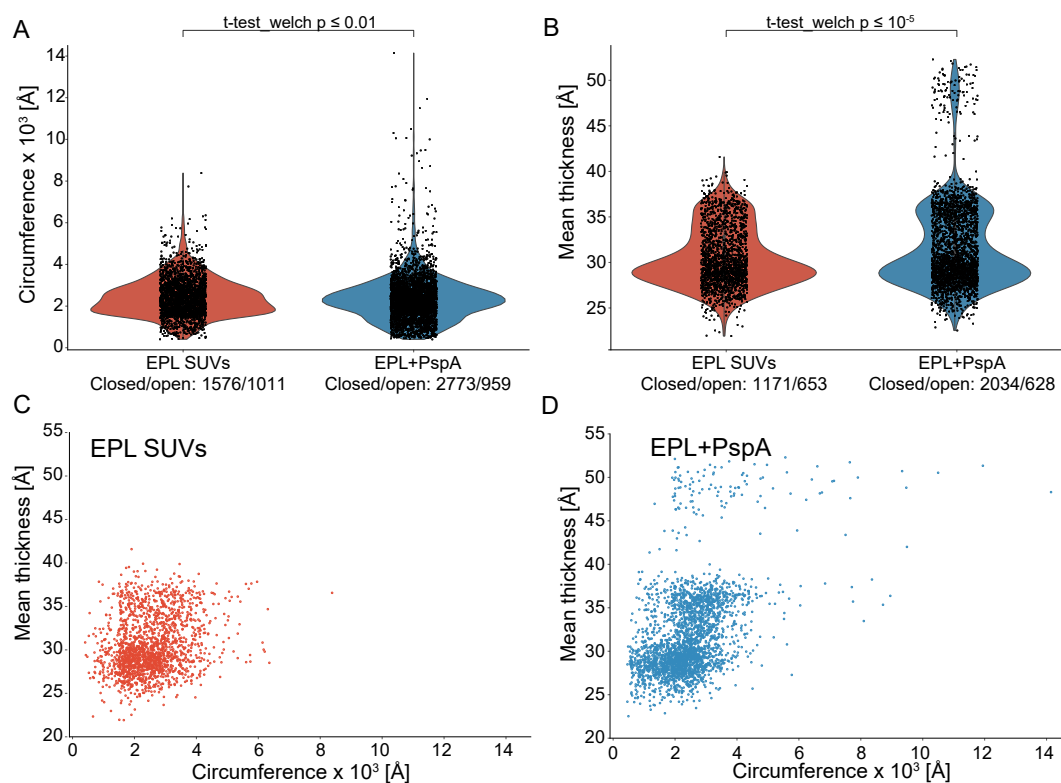 A
t-test_welch p ≤ 0.01
Circumference x 10³ [Å]
14
12
10
8
6
4
2
0
EPL SUVs
EPL+PspA
Closed/open: 1576/1011
Closed/open: 2773/959
B
t-test_welch p ≤ 10⁻⁵
Mean thickness [Å]
50
45
40
35
30
25
EPL SUVs
EPL+PspA
Closed/open: 1171/653
Closed/open: 2034/628
C
EPL SUVs
Mean thickness [Å]
55
50
45
40
35
30
25
20
0 2 4 6 8 10 12 14
Circumference x 10³ [Å]
D
EPL+PspA
Mean thickness [Å]
55
50
45
40
35
30
25
20
0 2 4 6 8 10 12 14
Circumference x 10³ [Å]